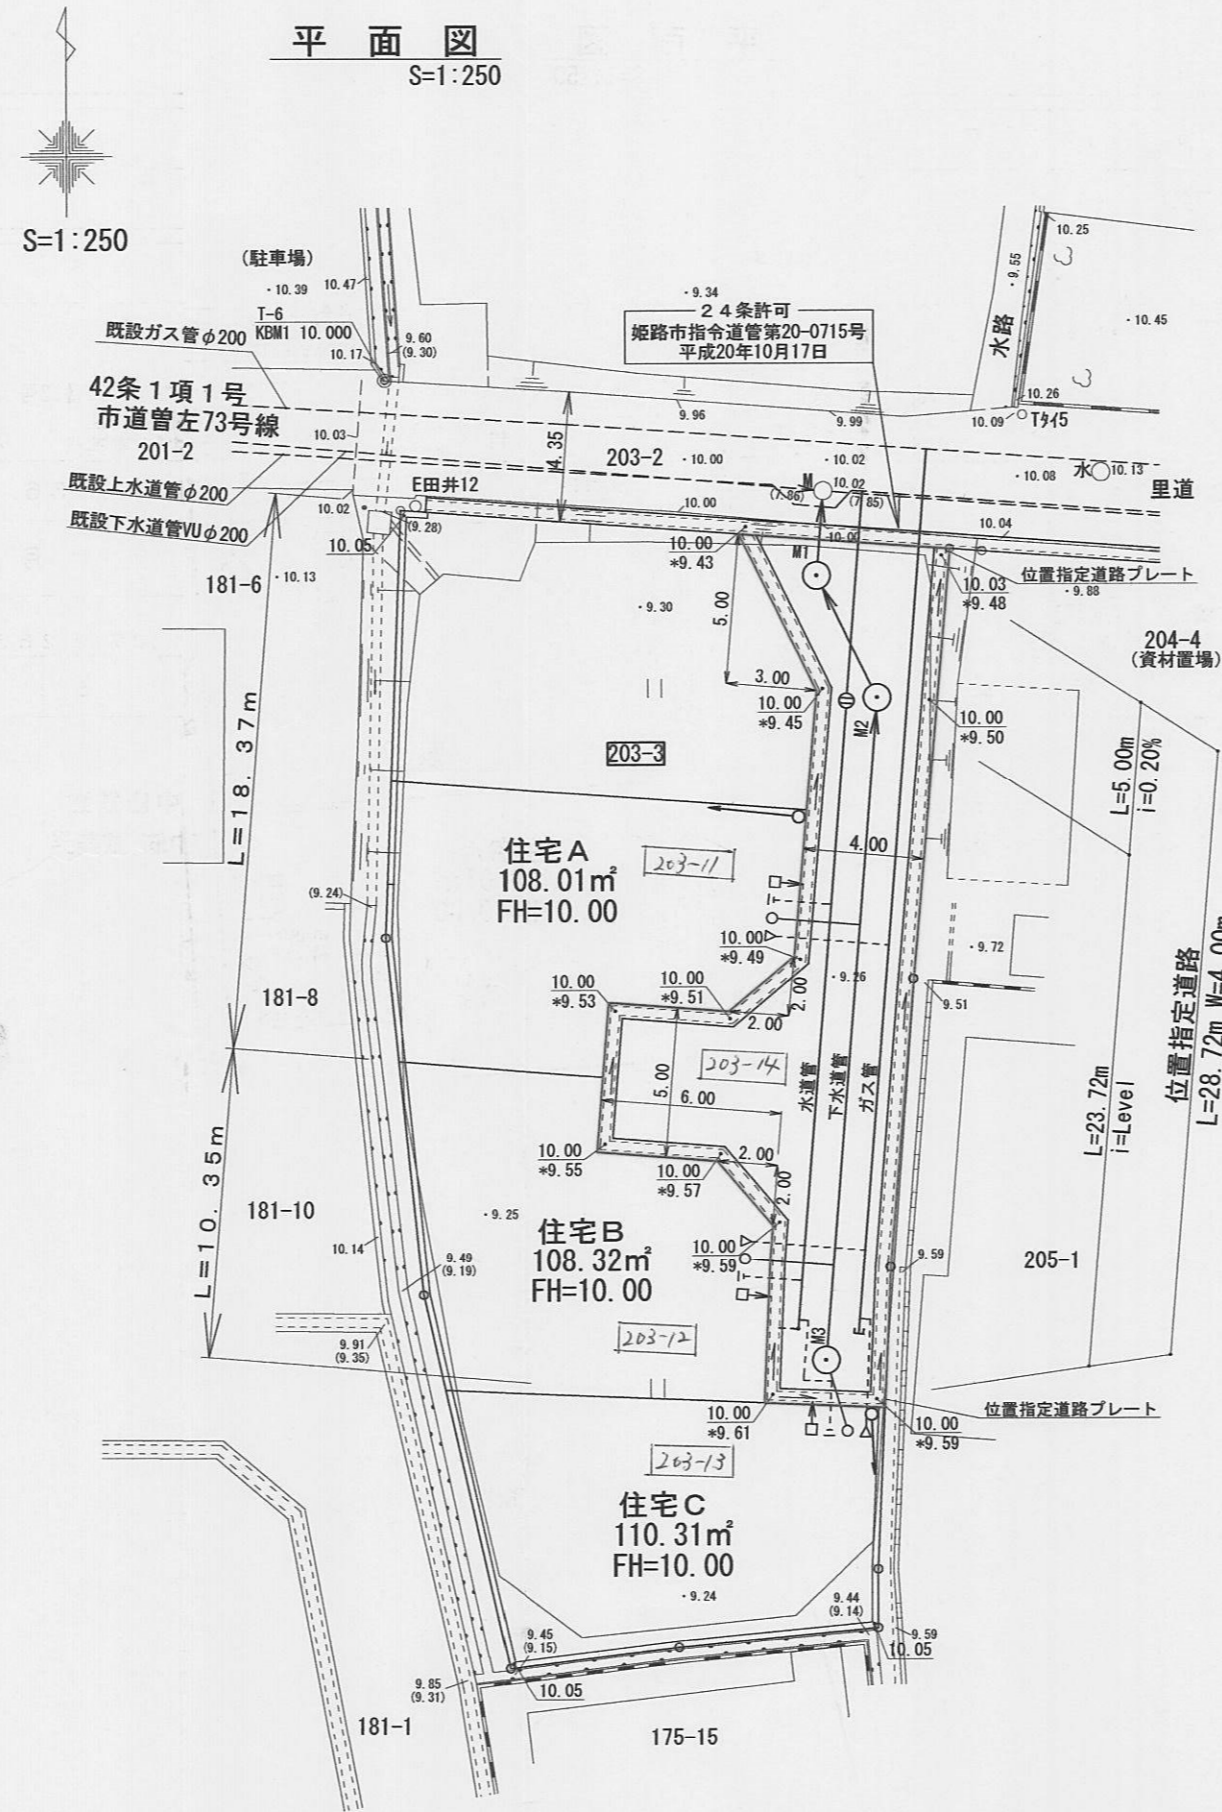 平面図
S=1:250
S=1:250
(駐車場)
10.39
10.47
T-6
KBM1 10.000
10.17
9.60
(9.30)
既設ガス管φ200
42条1項1号
市道曽左73号線
201-2
10.03
既設上水道管φ200
既設下水道管VUφ200
9.34
24条許可
姫路市指令道管第20-0715号
平成20年10月17日
水路
9.55
10.25
10.45
10.26
10.09
Tタイ5
9.96
9.99
4.35
203-2
10.00
10.02
10.08
水
10.13
里道
M
10.02
(7.86)
(7.85)
E田井12
10.02
(9.28)
10.05
10.00
10.00
10.04
10.00
*9.43
M1
位置指定道路プレート
10.03
*9.48
9.88
181-6
10.13
9.30
5.00
3.00
10.00
*9.45
M2
204-4
(資材置場)
10.00
*9.50
203-3
L=18.37m
L=5.00m
i=0.20%
住宅A
108.01㎡
FH=10.00
203-11
4.00
(9.24)
10.00
*9.49
9.26
9.72
9.51
181-8
10.00
*9.53
10.00
*9.51
2.00
2.00
203-14
5.00
6.00
水道管
下水道管
ガス管
位置指定道路
L=28.72m W=4.00m
L=23.72m
i=Level
10.00
*9.55
10.00
*9.57
2.00
2.00
L=10.35m
181-10
10.14
9.25
9.49
(9.19)
住宅B
108.32㎡
FH=10.00
10.00
*9.59
9.59
205-1
9.91
(9.35)
203-12
M3
10.00
*9.61
位置指定道路プレート
10.00
*9.59
203-13
住宅C
110.31㎡
FH=10.00
9.24
9.44
(9.14)
9.59
10.05
9.45
(9.15)
10.05
9.85
(9.31)
181-1
175-15